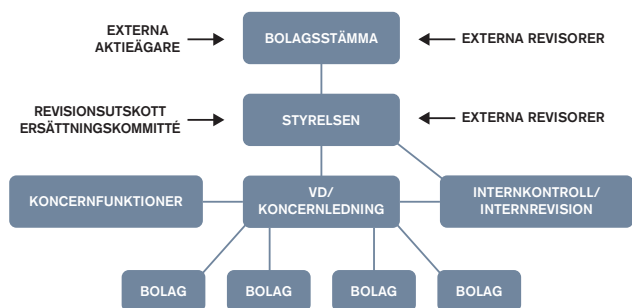 EXTERNA
AKTIEÄGARE
BOLAGSSTÄMMA
EXTERNA REVISORER
REVISIONSUTSKOTT
ERSÄTTNINGSKOMMITTÉ
STYRELSEN
EXTERNA REVISORER
KONCERNFUNKTIONER
VD/
KONCERNLEDNING
INTERNKONTROLL/
INTERNREVISION
BOLAG
BOLAG
BOLAG
BOLAG